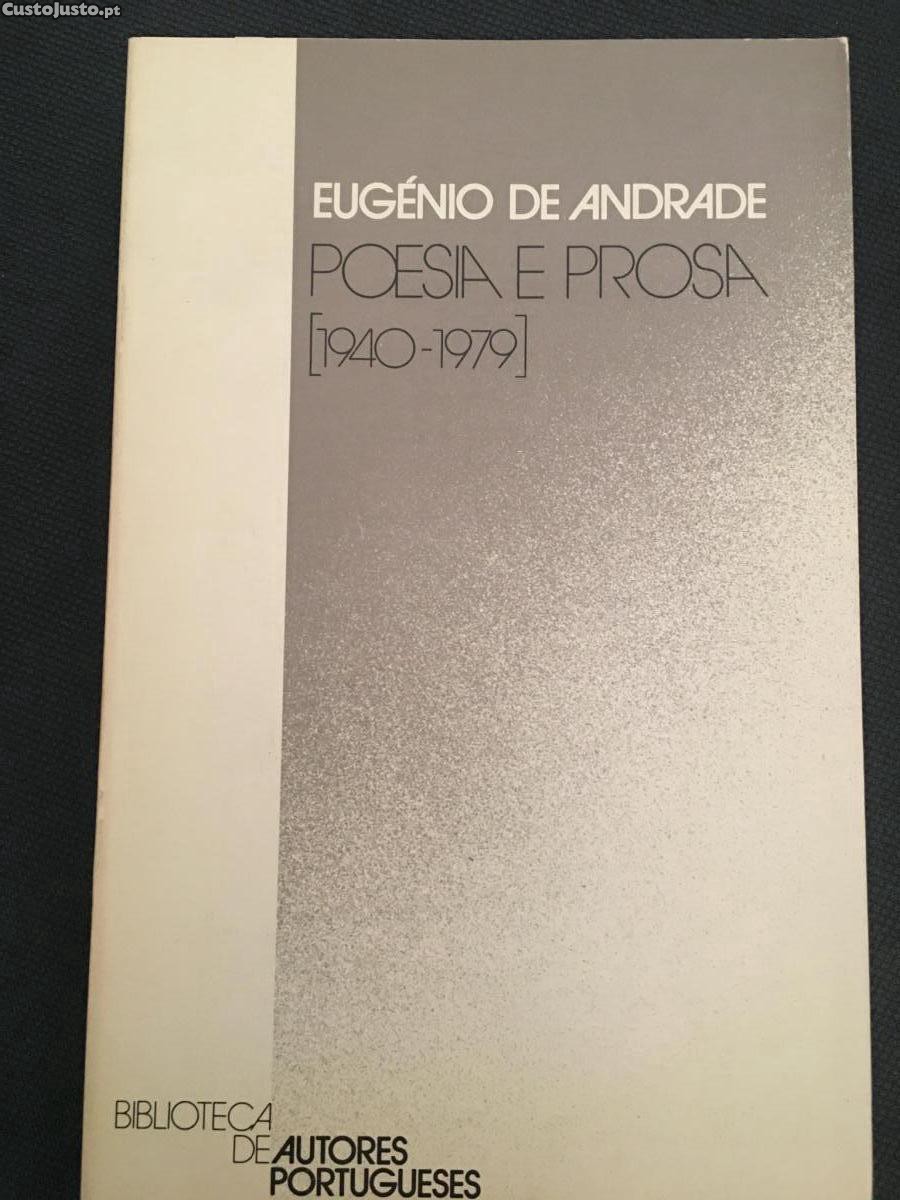 CustoJusto.pt
EUGÉNIO DE ANDRADE
POESIA E PROSA
[1940-1979]
BIBLIOTECA
DE AUTORES
PORTUGUESES